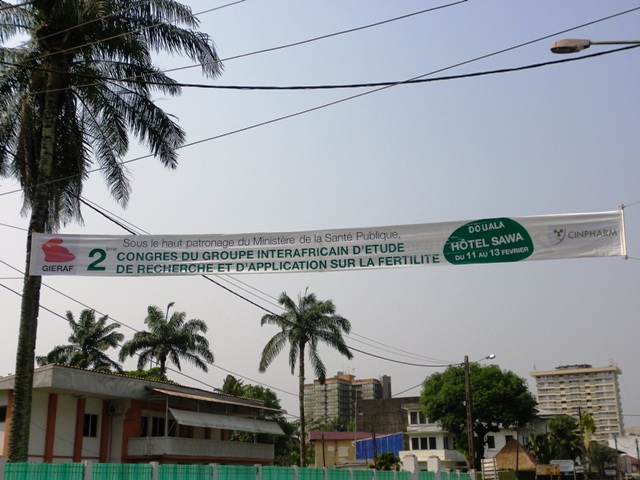 GIERAF
2ème
Sous le haut patronage du Ministère de la Santé Publique,
CONGRES DU GROUPE INTERAFRICAIN D'ETUDE
DE RECHERCHE ET D'APPLICATION SUR LA FERTILITE
DOUALA
HÔTEL SAWA
DU 11 AU 13 FEVRIER
CINPHARM